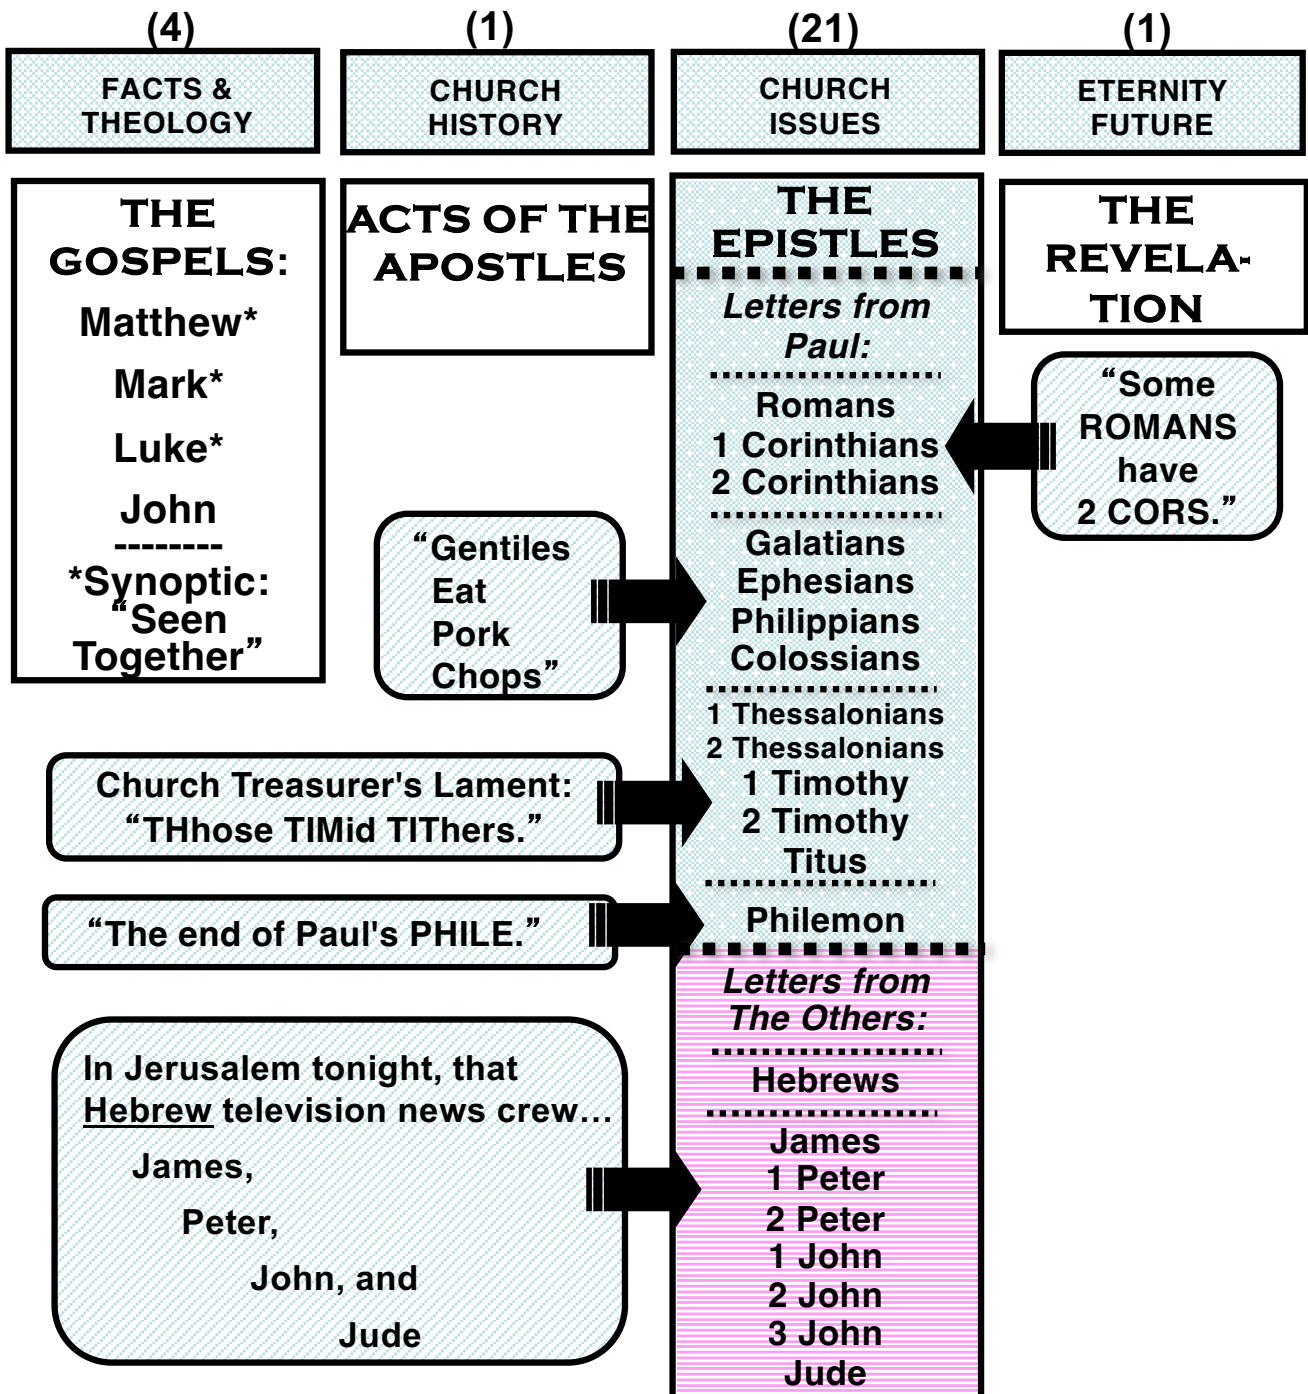 (4)
FACTS &
THEOLOGY
THE
GOSPELS:
Matthew*
Mark*
Luke*
John
--------
*Synoptic:
“Seen
Together”
(1)
CHURCH
HISTORY
ACTS OF THE
APOSTLES
“Gentiles
Eat
Pork
Chops”
Church Treasurer's Lament:
“THhose TIMid TIThers.”
“The end of Paul's PHILE.”
In Jerusalem tonight, that
Hebrew television news crew…
James,
Peter,
John, and
Jude
(21)
CHURCH
ISSUES
THE
EPISTLES
Letters from
Paul:
Romans
1 Corinthians
2 Corinthians
Galatians
Ephesians
Philippians
Colossians
1 Thessalonians
2 Thessalonians
1 Timothy
2 Timothy
Titus
Philemon
Letters from
The Others:
Hebrews
James
1 Peter
2 Peter
1 John
2 John
3 John
Jude
(1)
ETERNITY
FUTURE
THE
REVELA-
TION
“Some
ROMANS
have
2 CORS.”